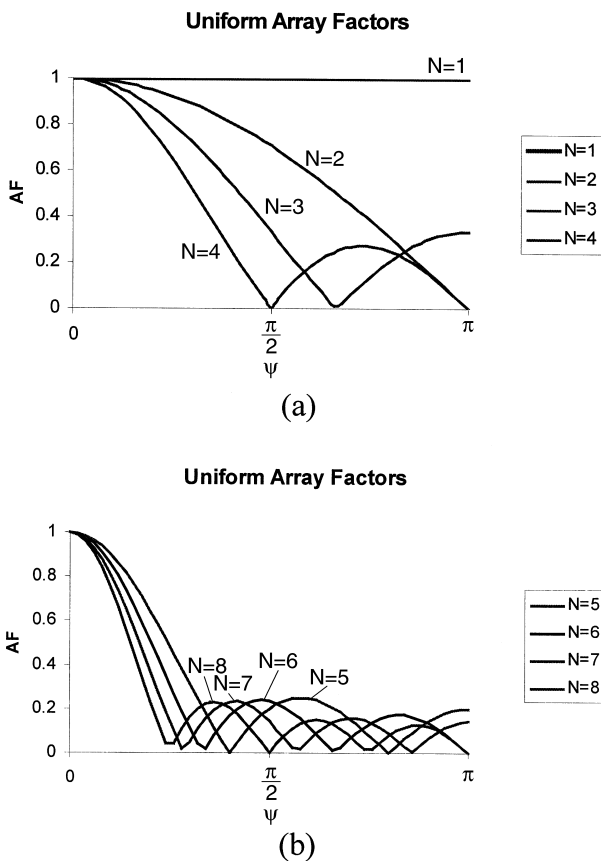 Uniform Array Factors
N=1
1
0.8
0.6
0.4
0.2
0
AF
N=2
N=3
N=4
0
π
2
π
ψ
N=1
N=2
N=3
N=4
(a)
Uniform Array Factors
1
0.8
0.6
0.4
0.2
0
AF
N=8
N=7
N=6
N=5
0
π
2
π
ψ
N=5
N=6
N=7
N=8
(b)